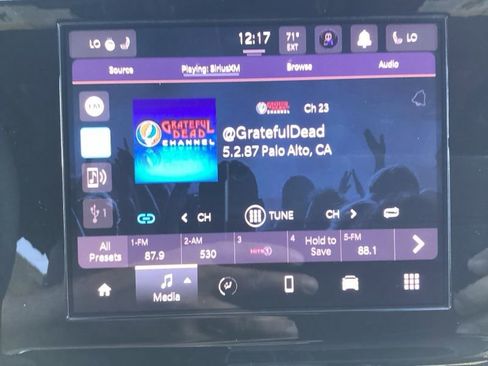 LO
12:17
71°
EXT
LO
Source
Playing: SiriusXM
Browse
Audio
GRATEFUL
DEAD
CHANNEL
Ch 23
@GratefulDead
5.2.87 Palo Alto, CA
1
CH
TUNE
CH
All
Presets
1-FM
87.9
2-AM
530
3
HITS1
4
Hold to
Save
5-FM
88.1
Media